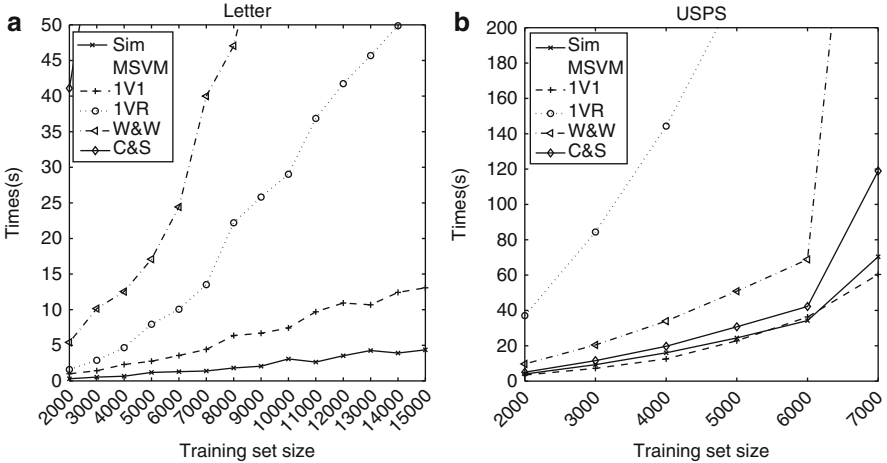 a
Letter
50
45
40
35
30
25
20
15
10
5
0
Times(s)
Sim
MSVM
1V1
1VR
W&W
C&S
2000
3000
4000
5000
6000
7000
8000
9000
10000
11000
12000
13000
14000
15000
Training set size
b
USPS
200
180
160
140
120
100
80
60
40
20
0
Times(s)
Sim
MSVM
1V1
1VR
W&W
C&S
2000
3000
4000
5000
6000
7000
Training set size